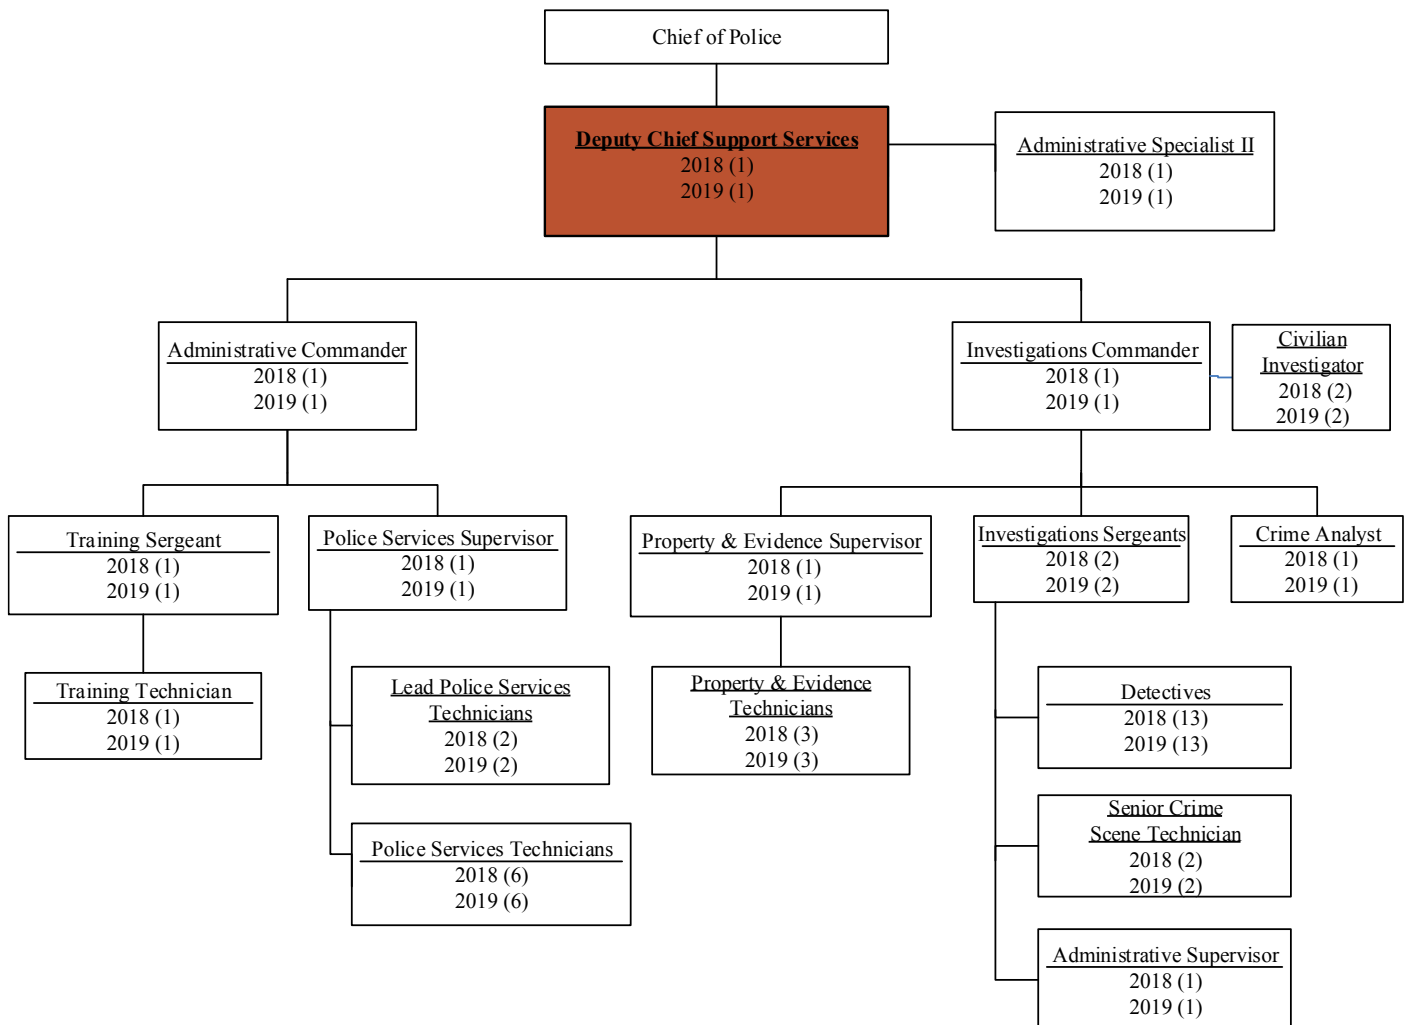 Chief of Police
Deputy Chief Support Services
2018 (1)
2019 (1)
Administrative Specialist II
2018 (1)
2019 (1)
Administrative Commander
2018 (1)
2019 (1)
Investigations Commander
2018 (1)
2019 (1)
Civilian
Investigator
2018 (2)
2019 (2)
Training Sergeant
2018 (1)
2019 (1)
Police Services Supervisor
2018 (1)
2019 (1)
Property & Evidence Supervisor
2018 (1)
2019 (1)
Investigations Sergeants
2018 (2)
2019 (2)
Crime Analyst
2018 (1)
2019 (1)
Training Technician
2018 (1)
2019 (1)
Lead Police Services
Technicians
2018 (2)
2019 (2)
Property & Evidence
Technicians
2018 (3)
2019 (3)
Detectives
2018 (13)
2019 (13)
Police Services Technicians
2018 (6)
2019 (6)
Senior Crime
Scene Technician
2018 (2)
2019 (2)
Administrative Supervisor
2018 (1)
2019 (1)